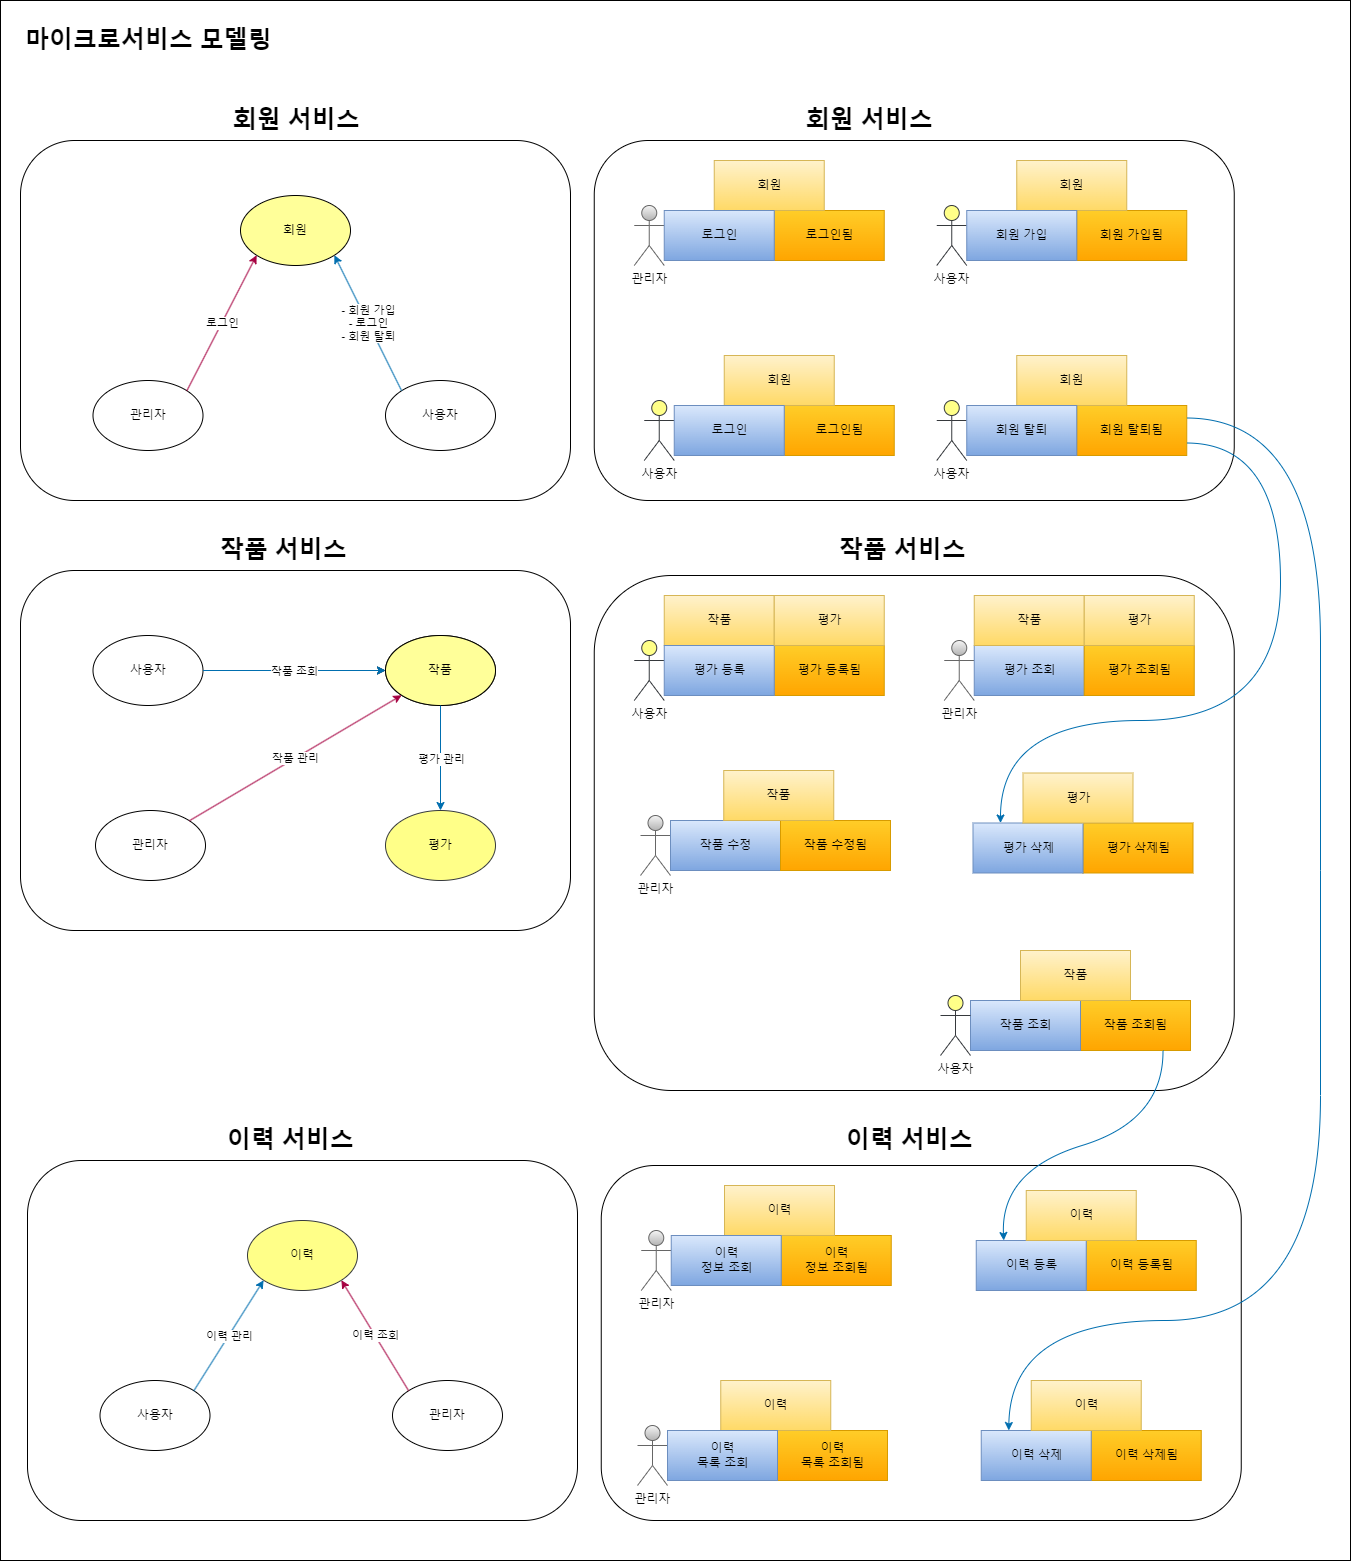 마이크로서비스 모델링
회원 서비스
회원
로그인
- 회원 가입
- 로그인
- 회원 탈퇴
관리자
사용자
회원 서비스
회원
로그인
로그인됨
관리자
회원
회원 가입
회원 가입됨
사용자
회원
로그인
로그인됨
사용자
회원
회원 탈퇴
회원 탈퇴됨
사용자
작품 서비스
사용자
작품 조회
작품
작품 관리
평가 관리
관리자
평가
작품 서비스
작품
평가
평가 등록
평가 등록됨
사용자
작품
평가
평가 조회
평가 조회됨
관리자
작품
작품 수정
작품 수정됨
관리자
평가
평가 삭제
평가 삭제됨
작품
작품 조회
작품 조회됨
사용자
이력 서비스
이력
이력 관리
이력 조회
사용자
관리자
이력 서비스
이력
이력
정보 조회
이력
정보 조회됨
관리자
이력
이력 등록
이력 등록됨
이력
이력
목록 조회
이력
목록 조회됨
관리자
이력
이력 삭제
이력 삭제됨